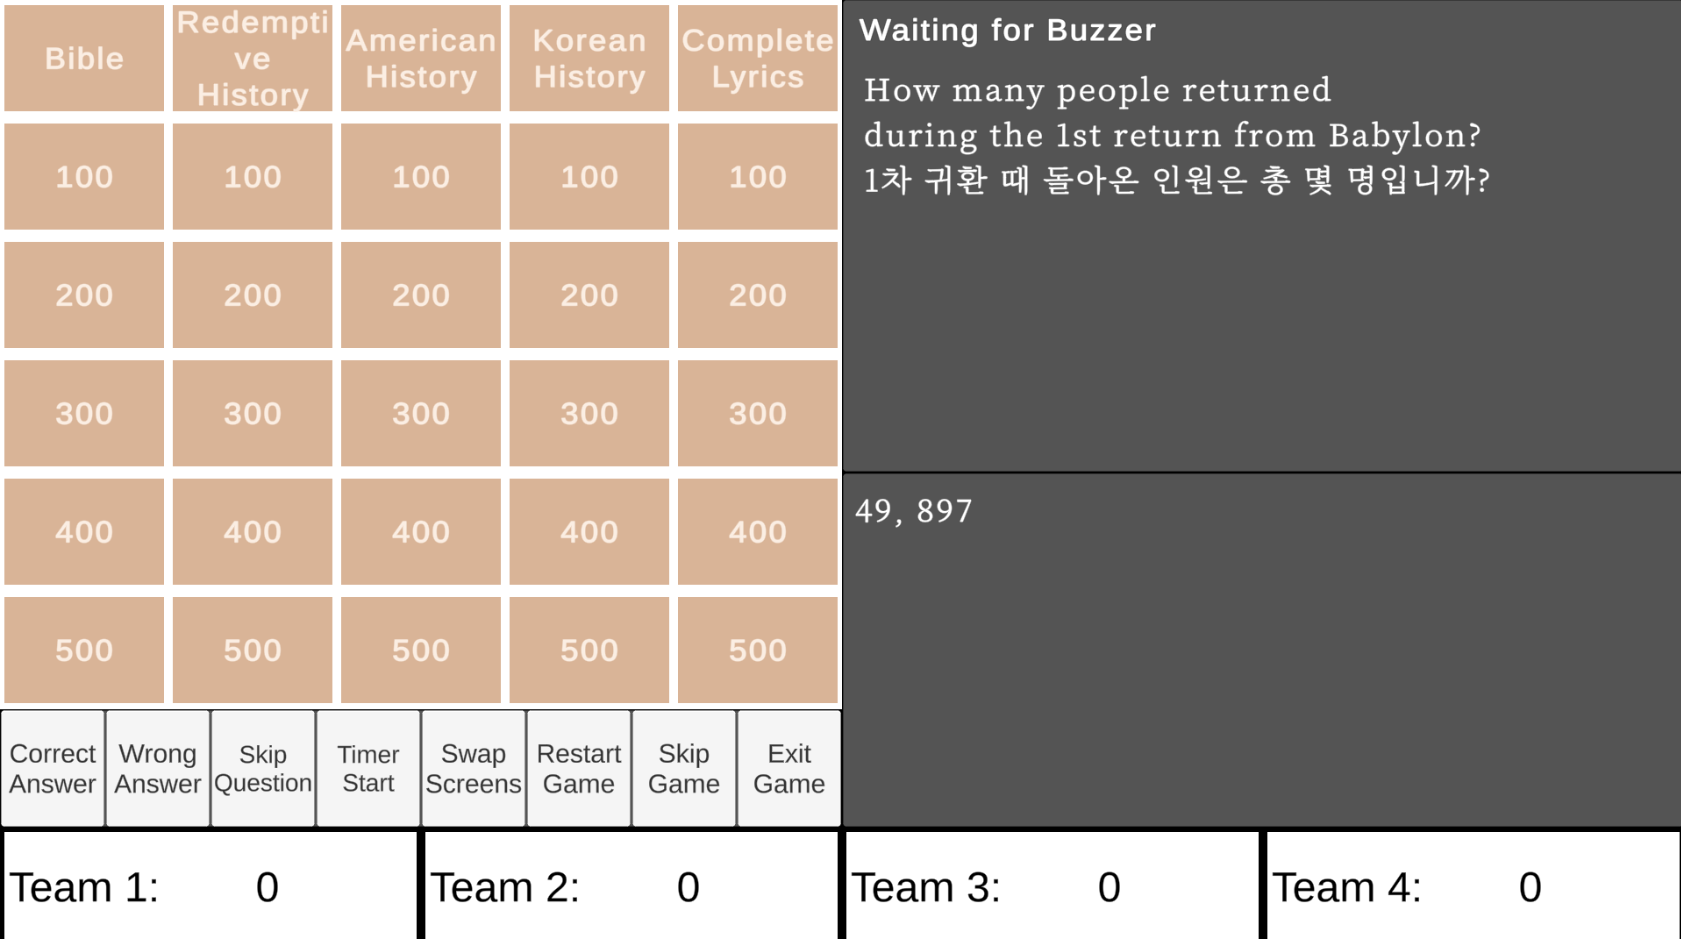 Bible
Redempti
ve
History
American
History
Korean
History
Complete
Lyrics
100 100 100 100 100
200 200 200 200 200
300 300 300 300 300
400 400 400 400 400
500 500 500 500 500
Correct
Answer
Wrong
Answer
Skip
Question
Timer
Start
Swap
Screens
Restart
Game
Skip
Game
Exit
Game
Waiting for Buzzer
How many people returned
during the 1st return from Babylon?
1차 귀환 때 돌아온 인원은 총 몇 명입니까?
49, 897
Team 1: 0
Team 2: 0
Team 3: 0
Team 4: 0